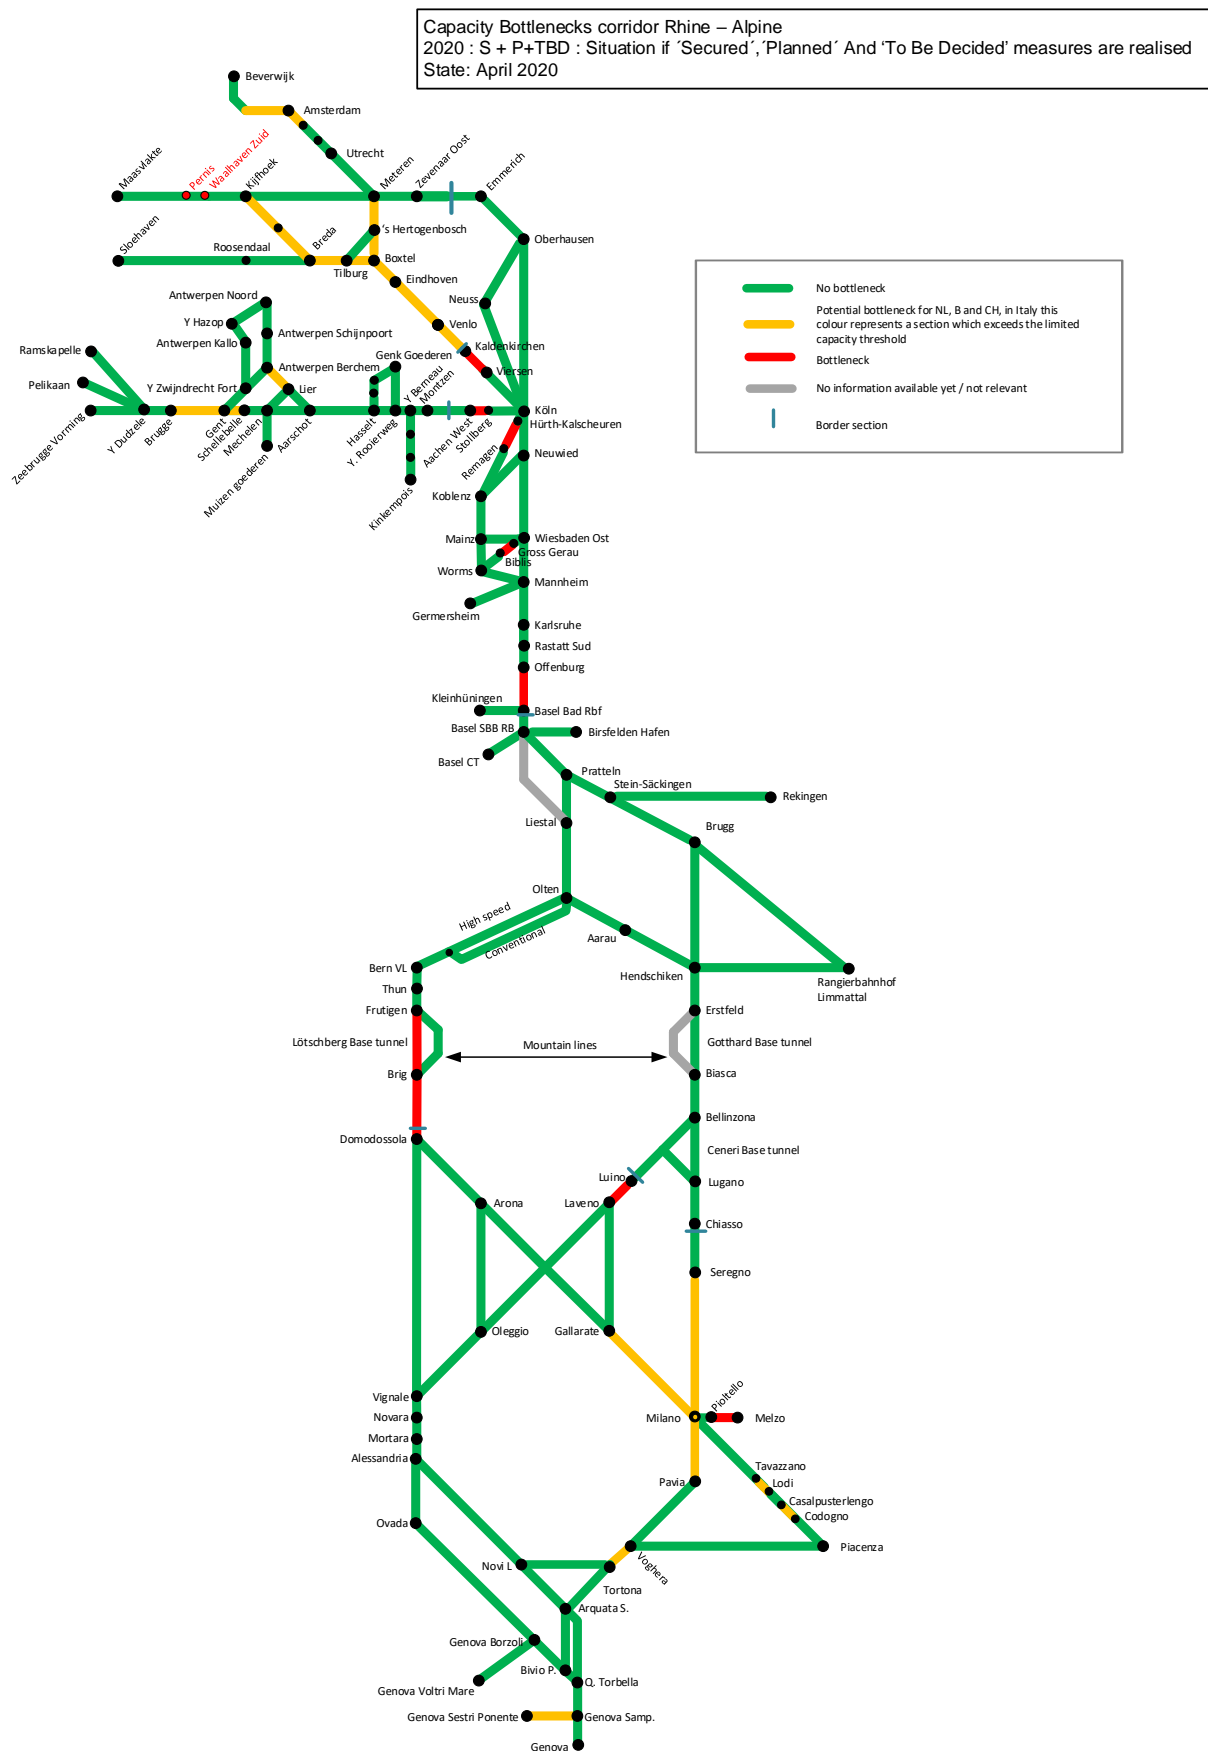 Capacity Bottlenecks corridor Rhine – Alpine
2020 : S + P+TBD : Situation if ´Secured´,´Planned´ And ‘To Be Decided’ measures are realised
State: April 2020
Beverwijk
Amsterdam
Utrecht
Maasvlakte
Pernis
Waalhaven Zuid
Kijfhoek
Meteren
Zevenaar Oost
Emmerich
Sloehaven
Roosendaal
Breda
's Hertogenbosch
Tilburg
Boxtel
Oberhausen
Eindhoven
Neuss
Venlo
Kaldenkirchen
Viersen
Antwerpen Noord
Y Hazop
Antwerpen Schijnpoort
Antwerpen Kallo
Ramskapelle
Antwerpen Berchem
Pelikaan
Y Zwijndrecht Fort
Lier
Genk Goederen
Y Berneau
Montzen
Köln
Hürth-Kalscheuren
Zeebrugge Vorming
Y Dudzele
Brugge
Gent
Schellebelle
Mechelen
Muizen goederen
Aarschot
Hasselt
Y. Rooierweg
Kinkempois
Aachen West
Stollberg
Remagen
Neuwied
Koblenz
Mainz
Wiesbaden Ost
Gross Gerau
Biblis
Worms
Mannheim
Germersheim
Karlsruhe
Rastatt Sud
Offenburg
Kleinhüningen
Basel Bad Rbf
Basel SBB RB
Birsfelden Hafen
Basel CT
Pratteln
Stein-Säckingen
Rekingen
Liestal
Brugg
Olten
High speed
Conventional
Aarau
Bern VL
Hendschiken
Rangierbahnhof
Limmattal
Thun
Frutigen
Erstfeld
Lötschberg Base tunnel
Mountain lines
Gotthard Base tunnel
Brig
Biasca
Bellinzona
Domodossola
Ceneri Base tunnel
Luino
Lugano
Arona
Laveno
Chiasso
Seregno
Oleggio
Gallarate
Vignale
Novara
Milano
Pioltello
Melzo
Mortara
Alessandria
Tavazzano
Lodi
Pavia
Casalpusterlengo
Codogno
Ovada
Piacenza
Voghera
Novi L
Tortona
Arquata S.
Genova Borzoli
Bivio P.
Q. Torbella
Genova Voltri Mare
Genova Sestri Ponente
Genova Samp.
Genova
No bottleneck
Potential bottleneck for NL, B and CH, in Italy this
colour represents a section which exceeds the limited
capacity threshold
Bottleneck
No information available yet / not relevant
Border section